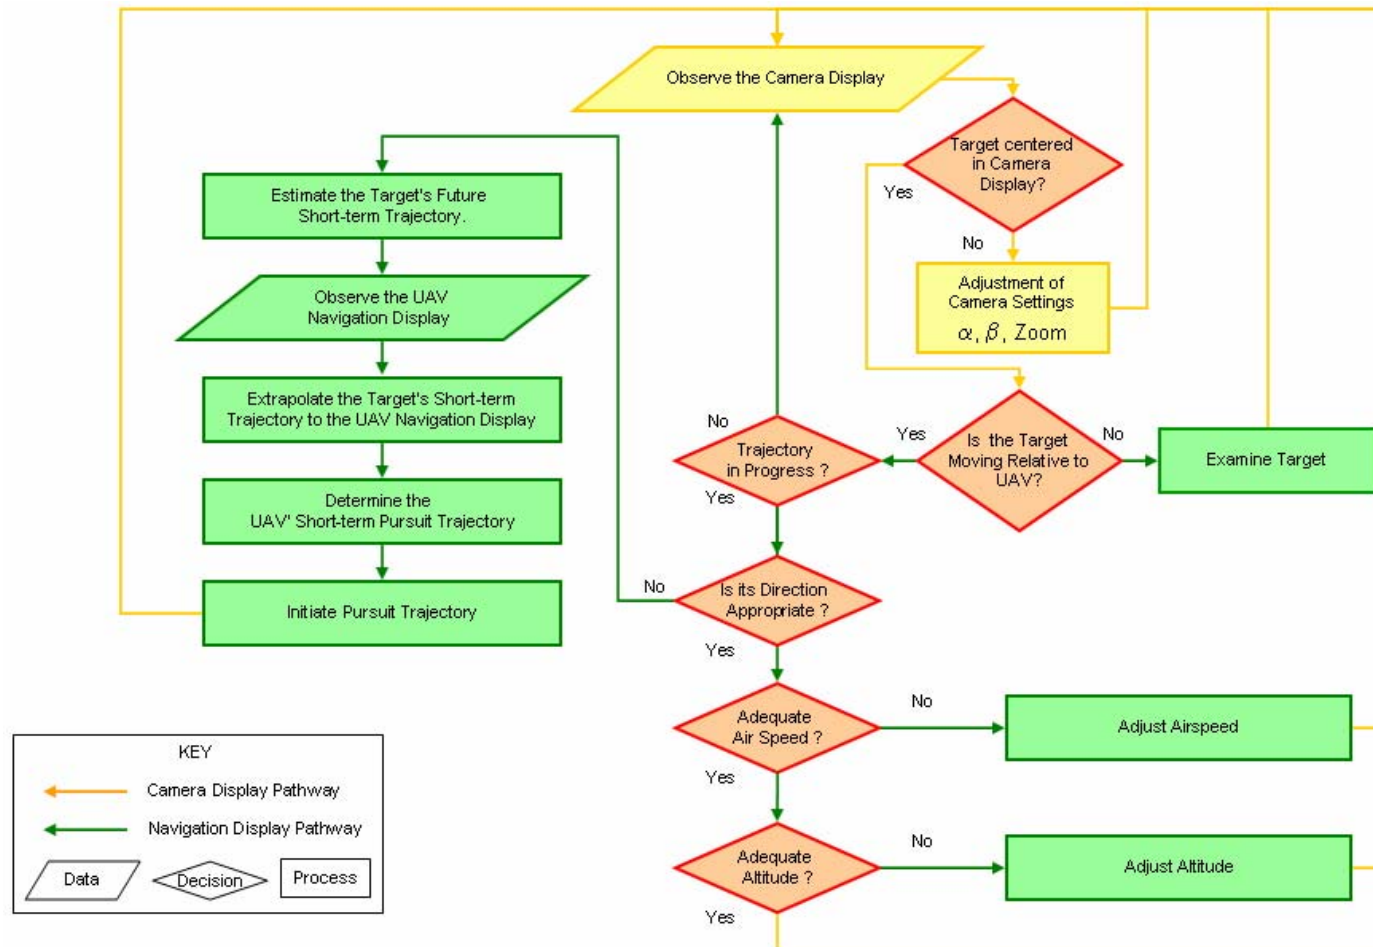 Observe the Camera Display
Target centered
in Camera
Display?
Yes
No
Adjustment of
Camera Settings
α, β, Zoom
Estimate the Target's Future
Short-term Trajectory.
Observe the UAV
Navigation Display
Extrapolate the Target's Short-term
Trajectory to the UAV Navigation Display
Determine the
UAV' Short-term Pursuit Trajectory
Initiate Pursuit Trajectory
No
Trajectory
in Progress ?
Yes
Yes
Is the Target
Moving Relative to
UAV?
No
Examine Target
No
Is its Direction
Appropriate ?
Yes
Adequate
Air Speed ?
No
Adjust Airspeed
Yes
Adequate
Altitude ?
No
Adjust Altitude
Yes
KEY
Camera Display Pathway
Navigation Display Pathway
Data
Decision
Process